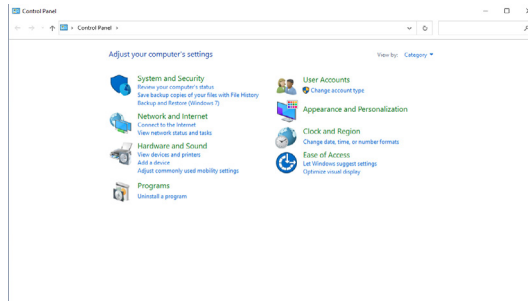 Control Panel
Control Panel
Adjust your computer's settings
View by: Category
System and Security
Review your computer's status
Save backup copies of your files with File History
Backup and Restore (Windows 7)
Network and Internet
Connect to the Internet
View network status and tasks
Hardware and Sound
View devices and printers
Add a device
Adjust commonly used mobility settings
Programs
Uninstall a program
User Accounts
Change account type
Appearance and Personalization
Clock and Region
Change date, time, or number formats
Ease of Access
Let Windows suggest settings
Optimize visual display